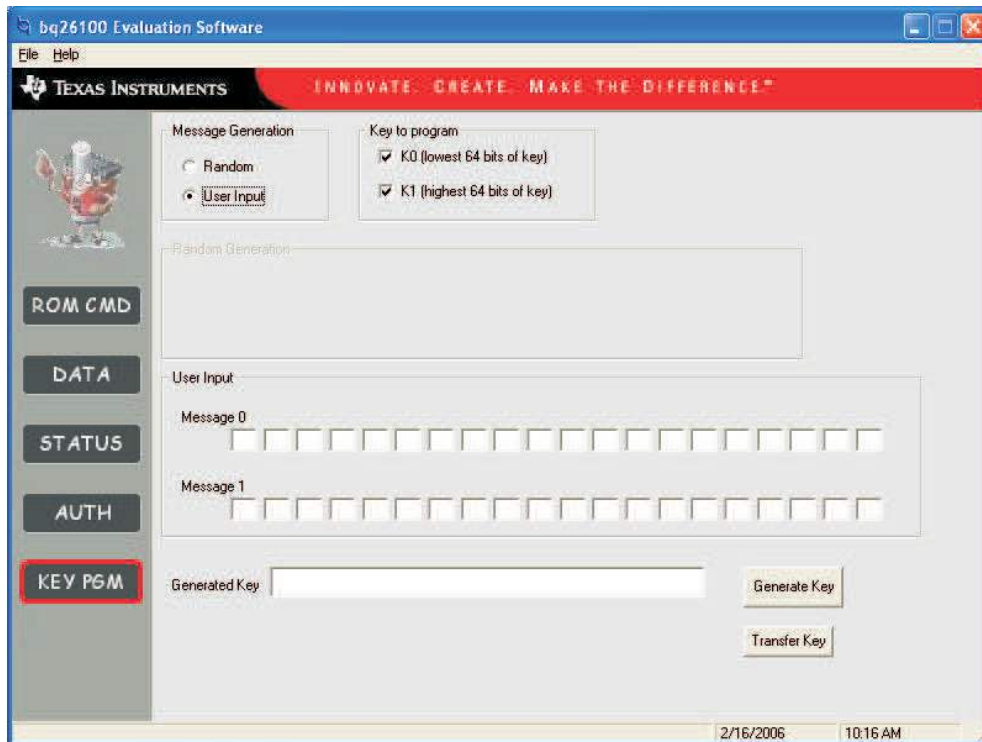 bq26100 Evaluation Software
File Help
TEXAS INSTRUMENTS
INNOVATE. CREATE. MAKE THE DIFFERENCE.™
Message Generation
Random
User Input
Key to program
K0 (lowest 64 bits of key)
K1 (highest 64 bits of key)
Random Generation
ROM CMD
DATA
STATUS
AUTH
KEY PGM
User Input
Message 0
Message 1
Generated Key
Generate Key
Transfer Key
2/16/2006 10:16 AM